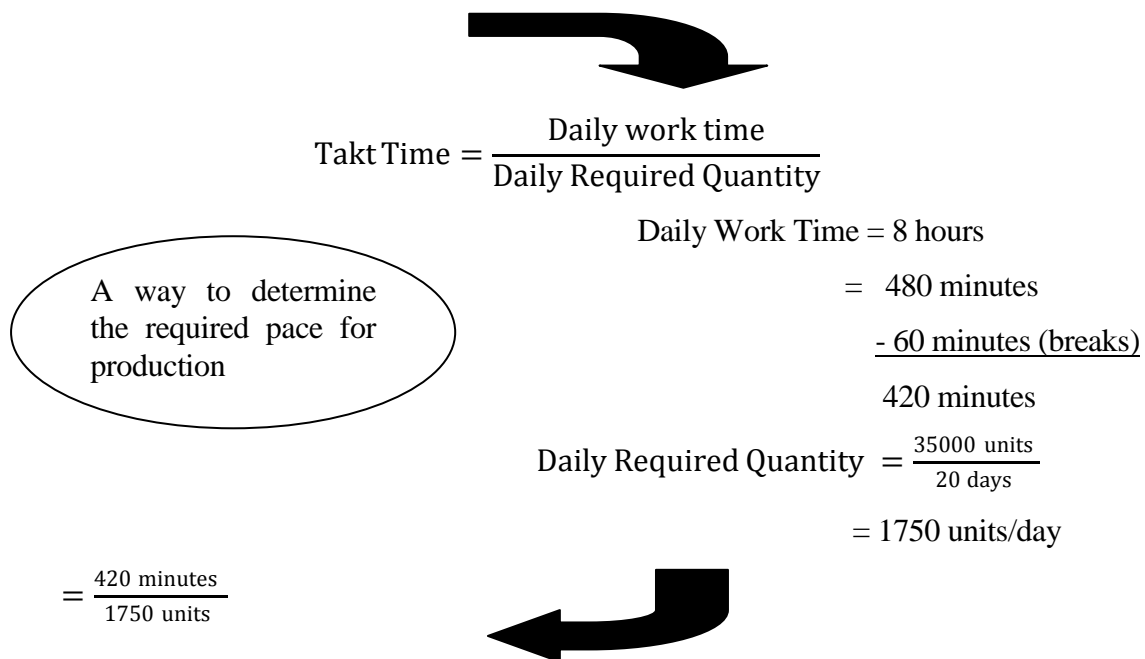 Takt Time = Daily work time / Daily Required Quantity
Daily Work Time = 8 hours
= 480 minutes
- 60 minutes (breaks)
420 minutes
A way to determine
the required pace for
production
Daily Required Quantity = 35000 units / 20 days
= 1750 units/day
= 420 minutes / 1750 units